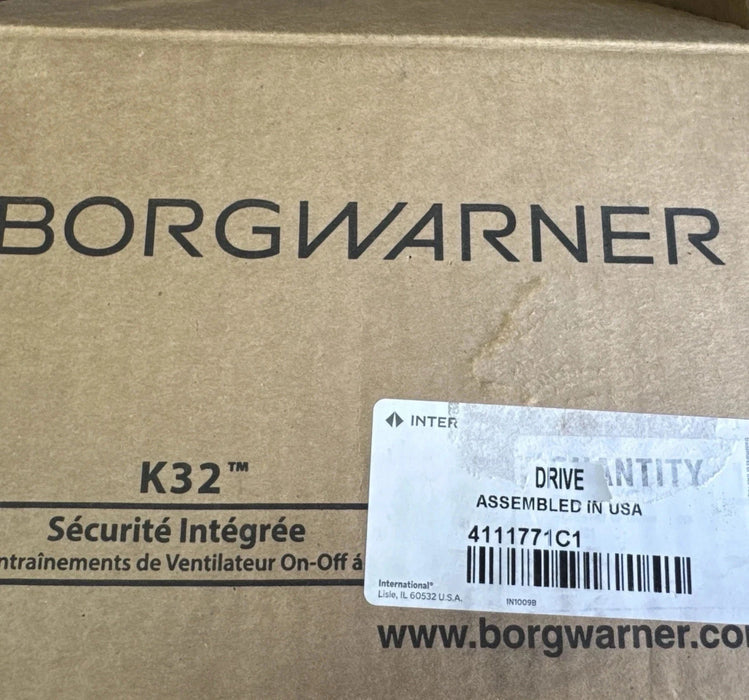 BORGWARNER
K32™
Sécurité Intégrée
ntraînements de Ventilateur On-Off á
INTER
ANTITY
DRIVE
ASSEMBLED IN USA
4111771C1
International®
Lisle, IL 60532 U.S.A.
IN1009B
www.borgwarner.co